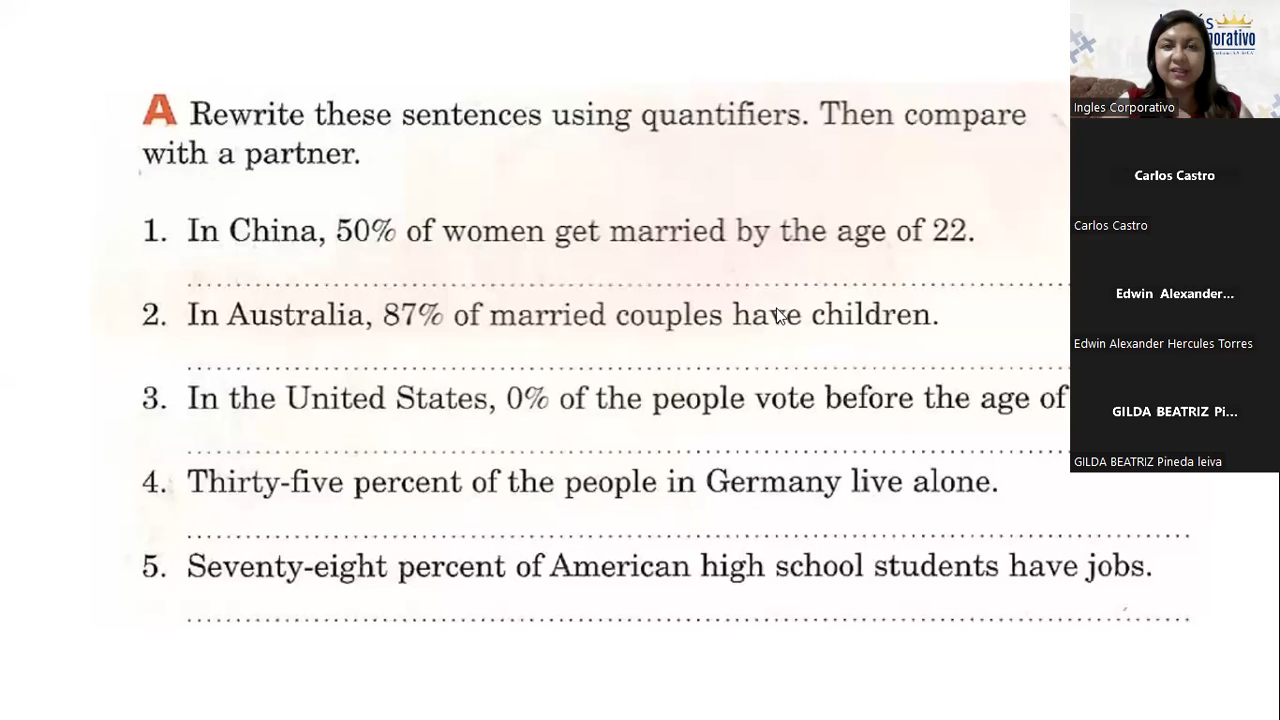 A Rewrite these sentences using quantifiers. Then compare
with a partner.
1. In China, 50% of women get married by the age of 22.
2. In Australia, 87% of married couples have children.
3. In the United States, 0% of the people vote before the age of
4. Thirty-five percent of the people in Germany live alone.
5. Seventy-eight percent of American high school students have jobs.
Ingles Corporativo
Carlos Castro
Carlos Castro
Edwin Alexander...
Edwin Alexander Hercules Torres
GILDA BEATRIZ Pi...
GILDA BEATRIZ Pineda leiva